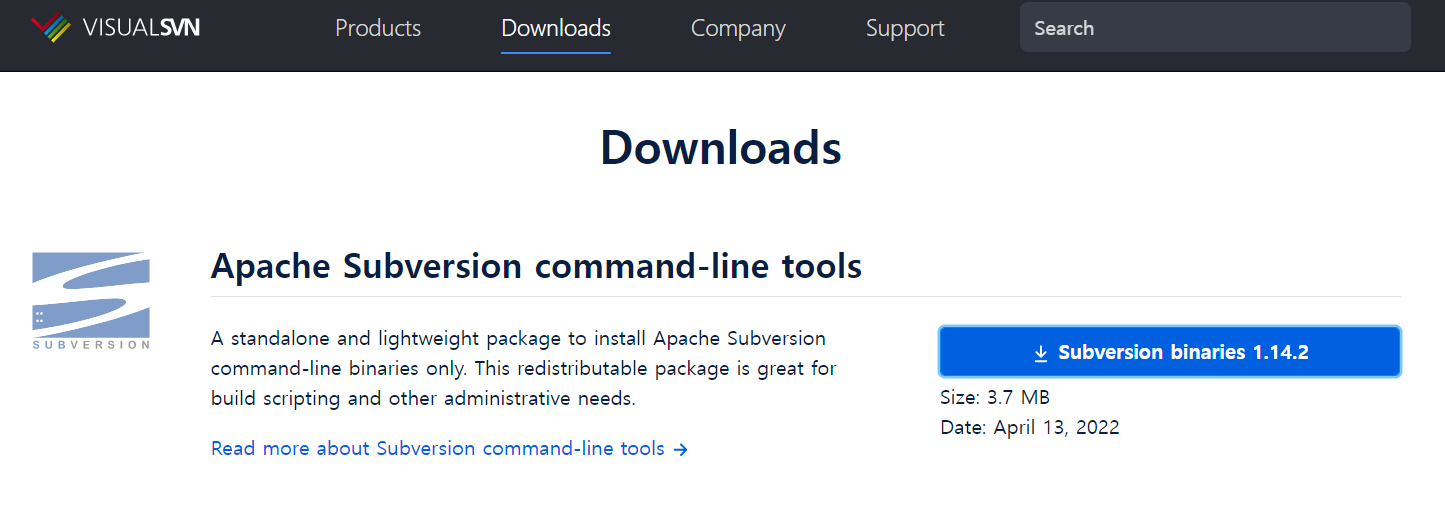 VISUALSVN
Products
Downloads
Company
Support
Search
Downloads
Apache Subversion command-line tools
SUBVERSION
A standalone and lightweight package to install Apache Subversion
command-line binaries only. This redistributable package is great for
build scripting and other administrative needs.
Read more about Subversion command-line tools →
Subversion binaries 1.14.2
Size: 3.7 MB
Date: April 13, 2022